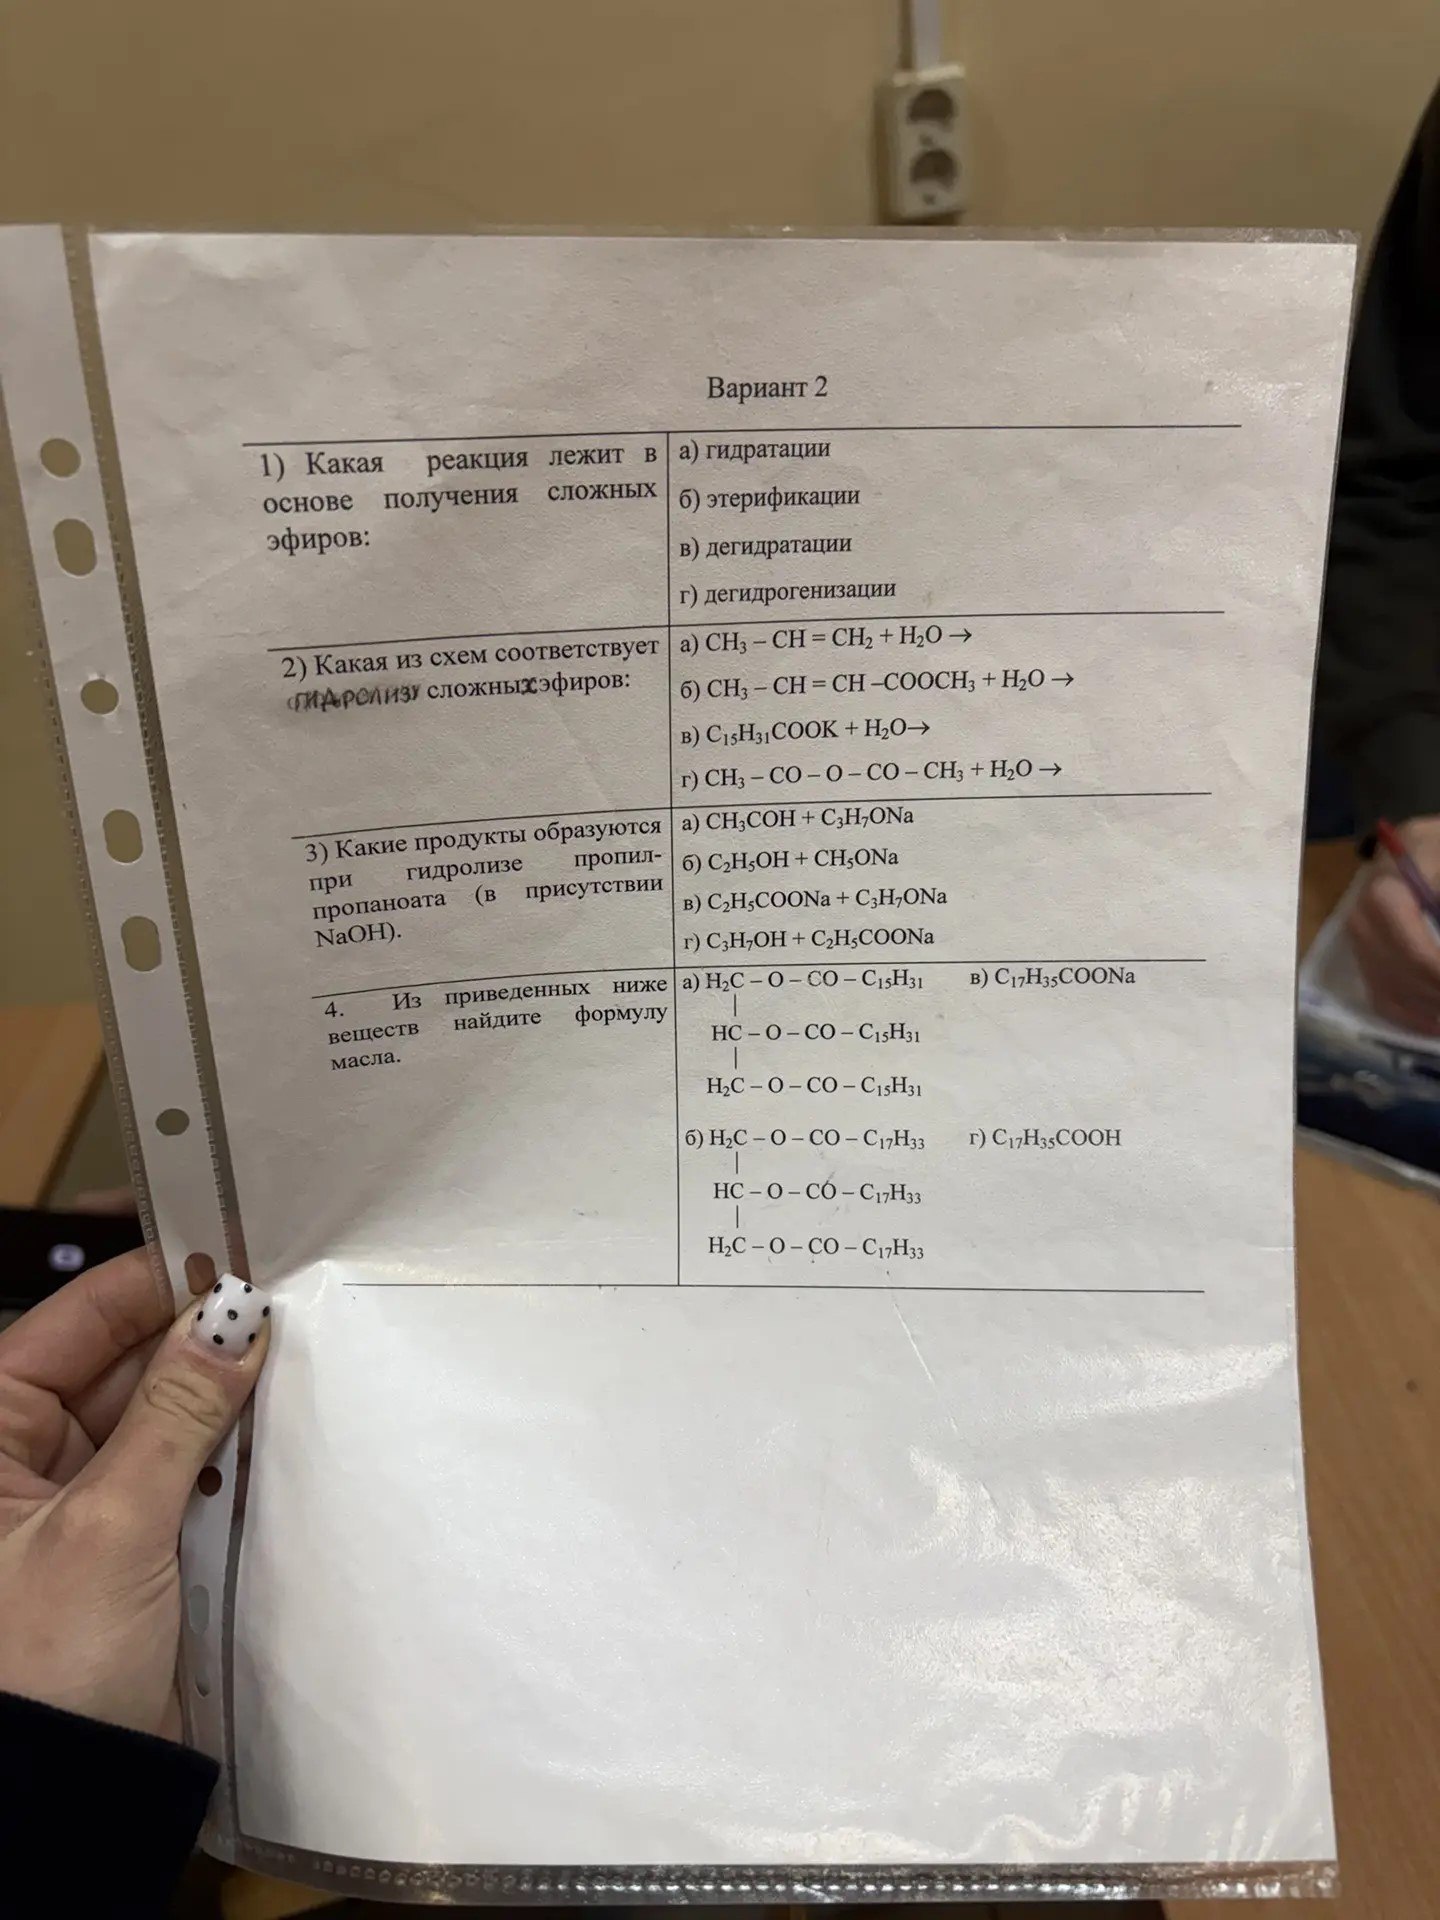 Вариант 2
1) Какая реакция лежит в
основе получения сложных
эфиров:
а) гидратации
б) этерификации
в) дегидратации
г) дегидрогенизации
2) Какая из схем соответствует
гидролизу сложных эфиров:
а) CH₃ – CH = CH₂ + H₂O →
б) CH₃ – CH = CH –COOCH₃ + H₂O →
в) C₁₅H₃₁COOK + H₂O→
г) CH₃ – CO – O – CO – CH₃ + H₂O →
3) Какие продукты образуются
при гидролизе пропил-
пропаноата (в присутствии
NaOH).
а) CH₃COH + C₃H₇ONa
б) C₂H₅OH + CH₅ONa
в) C₂H₅COONa + C₃H₇ONa
г) C₃H₇OH + C₂H₅COONa
4. Из приведенных ниже
веществ найдите формулу
масла.
а) H₂C – O – CO – C₁₅H₃₁ в) C₁₇H₃₅COONa
|
HC – O – CO – C₁₅H₃₁
|
H₂C – O – CO – C₁₅H₃₁
б) H₂C – O – CO – C₁₇H₃₃ г) C₁₇H₃₅COOH
|
HC – O – CO – C₁₇H₃₃
|
H₂C – O – CO – C₁₇H₃₃